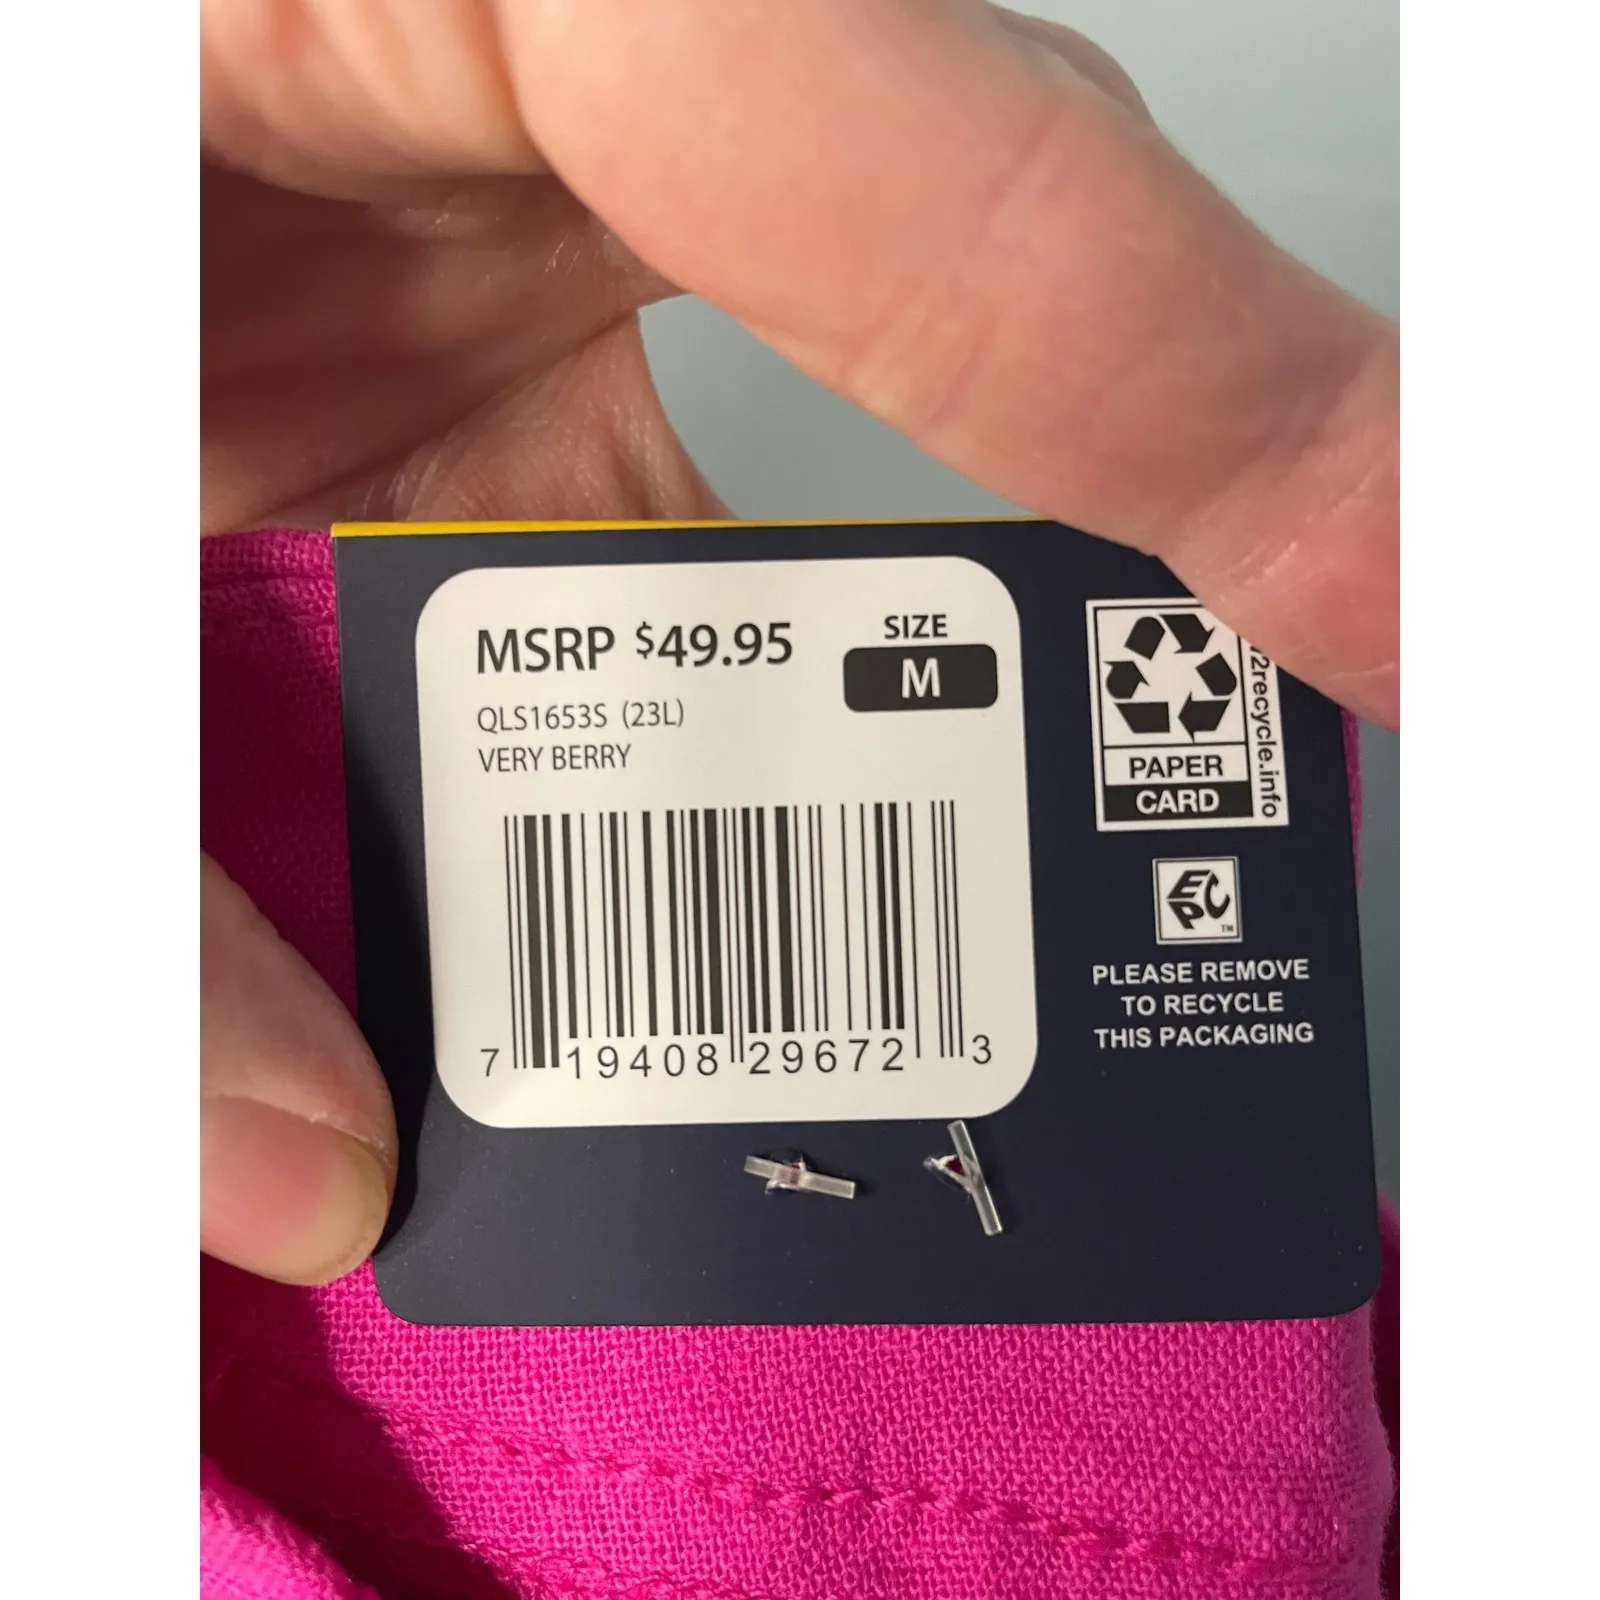 MSRP $49.95
SIZE
M
QLS1653S (23L)
VERY BERRY
7 19408 29672 3
2recycle.info
PAPER
CARD
EPC
TM
PLEASE REMOVE
TO RECYCLE
THIS PACKAGING